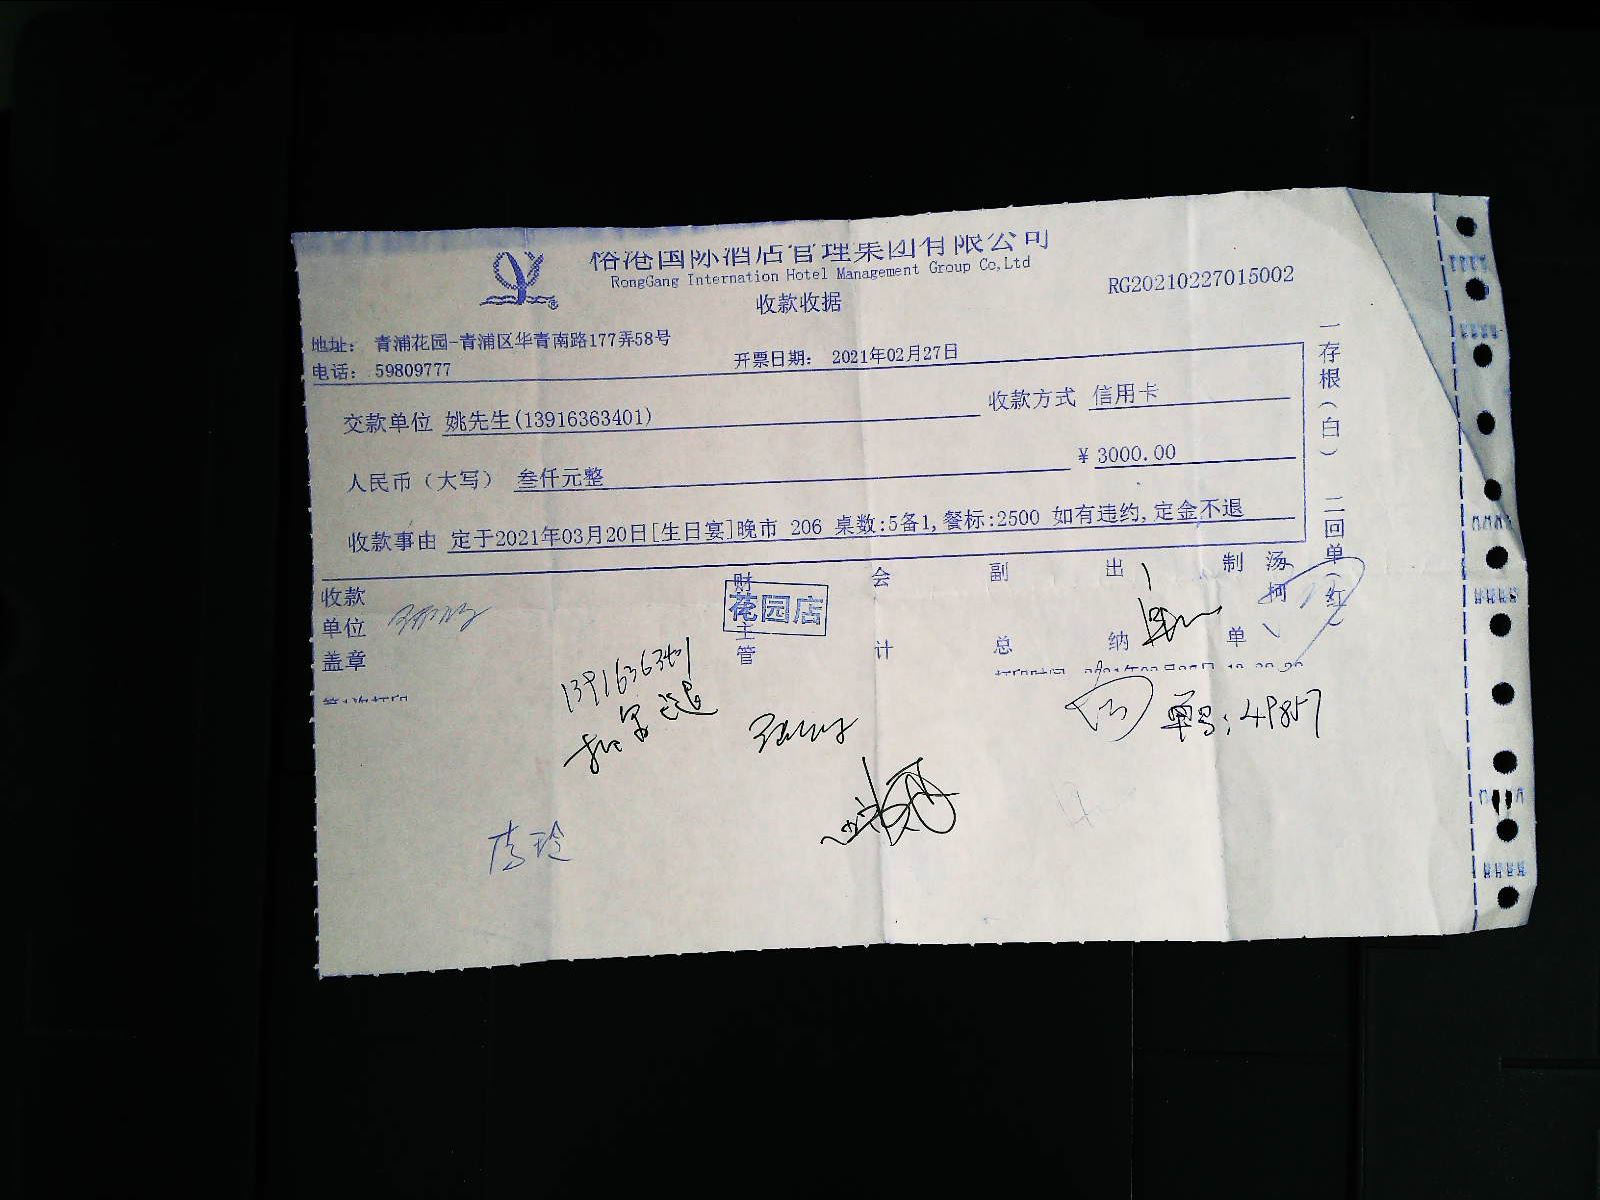 榕港国际酒店管理集团有限公司
RongGang International Hotel Management Group Co,Ltd
收款收据
RG20210227015002
地址: 青浦花园-青浦区华青南路177弄58号
电话: 59809777
开票日期: 2021年02月27日
交款单位 姚先生(13916363401)
收款方式 信用卡
人民币（大写） 叁仟元整
¥ 3000.00
收款事由 定于2021年03月20日[生日宴]晚市 206 桌数:5备1,餐标:2500 如有违约,定金不退
一存根（白） 二回单（红）
收款单位盖章
财务主管
花园店
会计
副总
出纳
制单
汤柯
13916363401
单号:49857
李玲